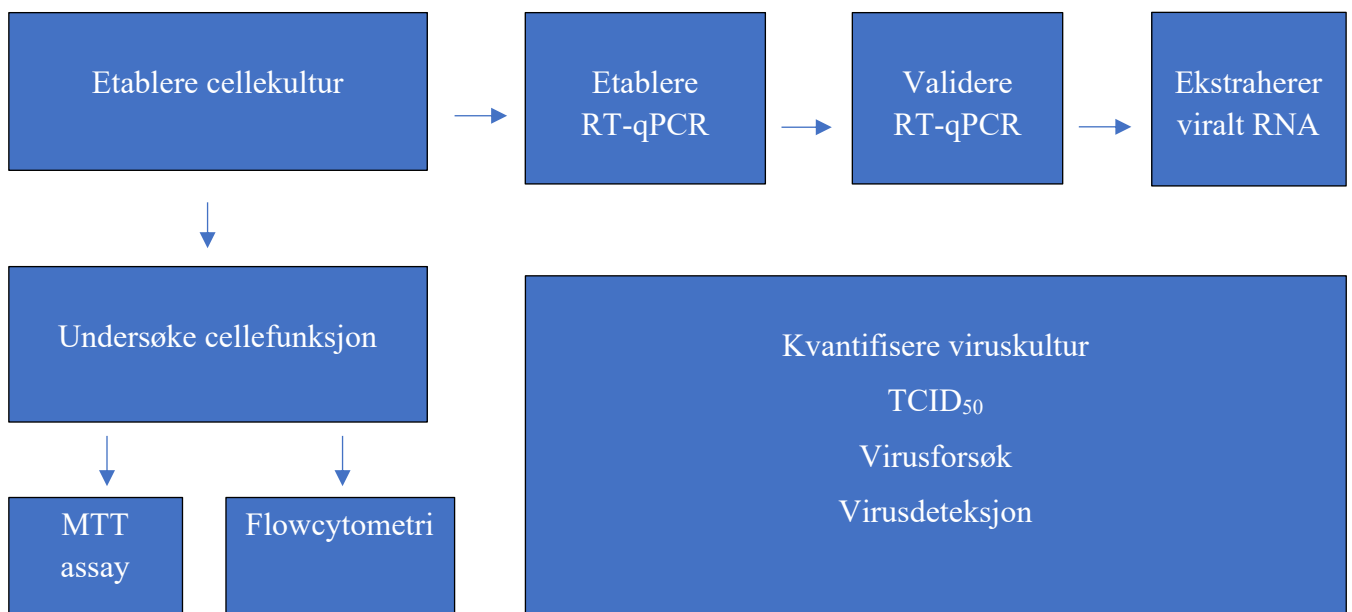 Etablere cellekultur
Etablere
RT-qPCR
Validere
RT-qPCR
Ekstraherer
viralt RNA
Undersøke cellefunksjon
Kvantifisere viruskultur
TCID₅₀
Virusforsøk
Virusdeteksjon
MTT
assay
Flowcytometri